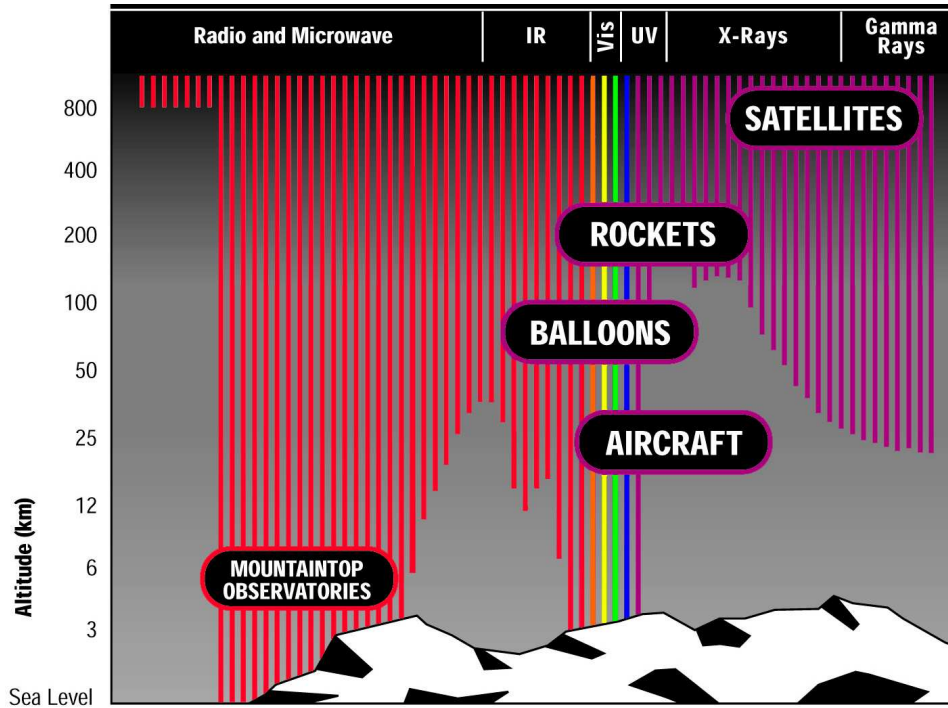 Radio and Microwave
IR
Vis
UV
X-Rays
Gamma
Rays
800
400
200
100
50
25
12
6
3
Sea Level
Altitude (km)
SATELLITES
ROCKETS
BALLOONS
AIRCRAFT
MOUNTAINTOP
OBSERVATORIES